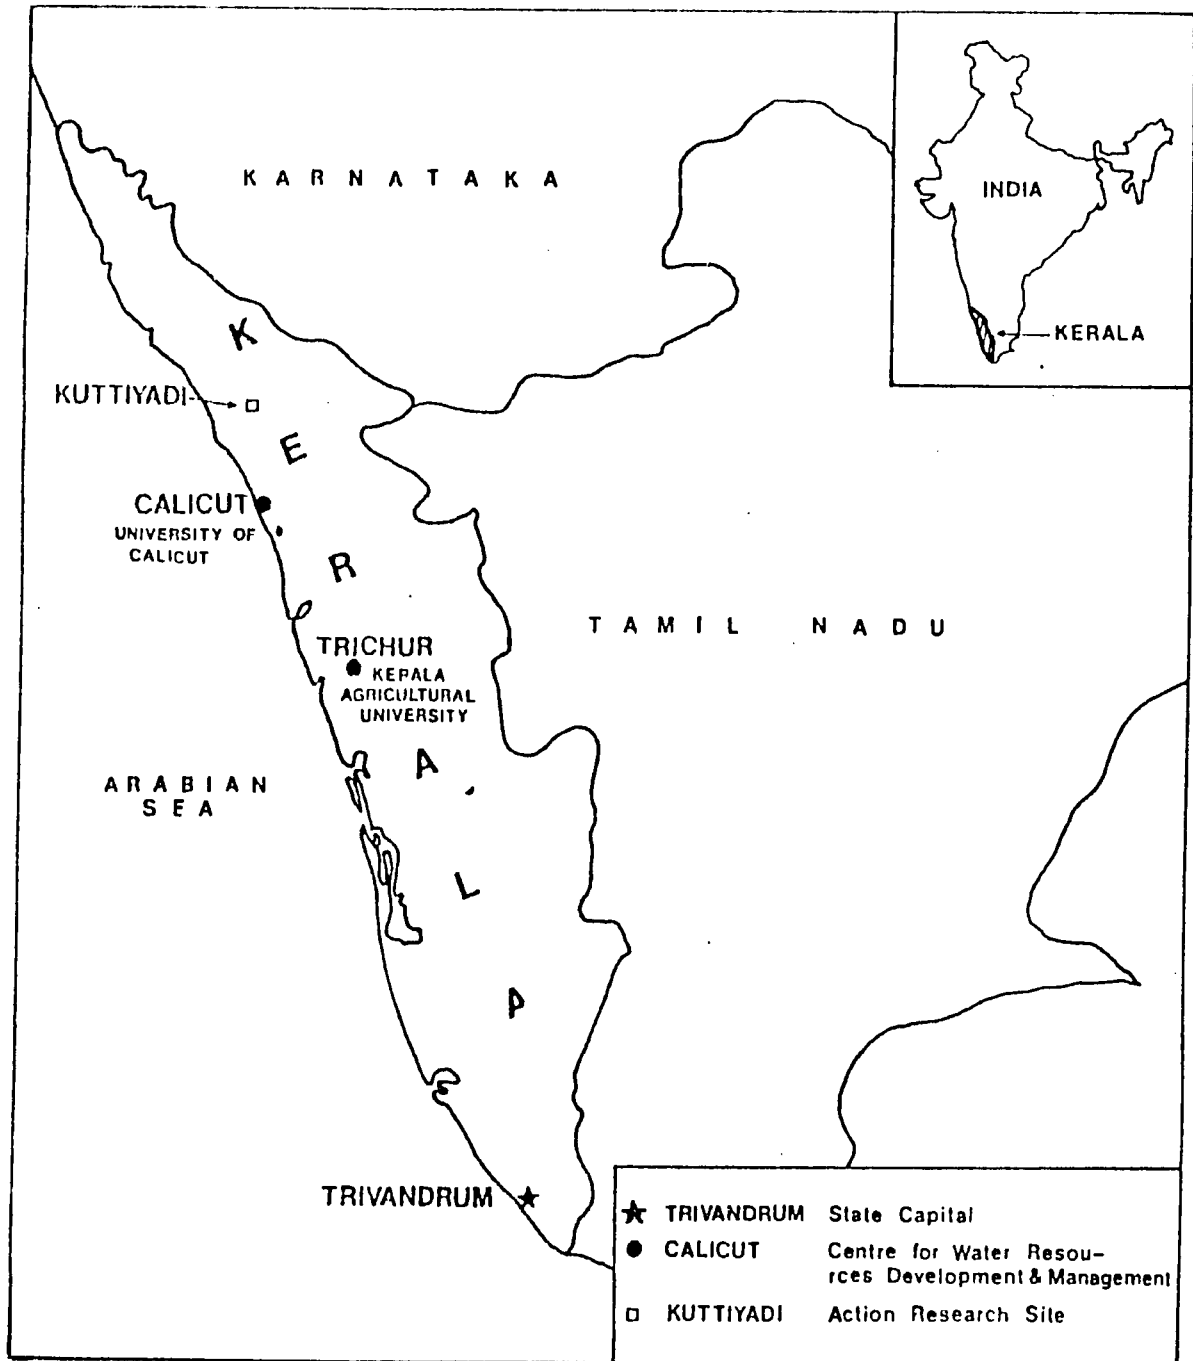 KARNATAKA
INDIA
KERALA
KERALA
KUTTIYADI
CALICUT
UNIVERSITY OF
CALICUT
TRICHUR
KEPALA
AGRICULTURAL
UNIVERSITY
TAMIL NADU
ARABIAN
SEA
TRIVANDRUM
TRIVANDRUM State Capital
CALICUT Centre for Water Resou-
rces Development & Management
KUTTIYADI Action Research Site